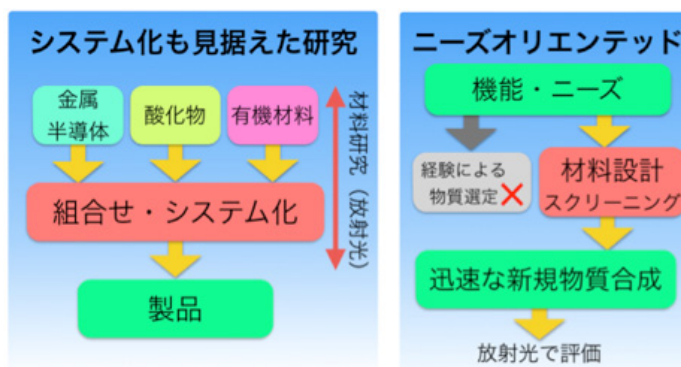 システム化も見据えた研究
金属
半導体
酸化物
有機材料
材料研究（放射光）
組合せ・システム化
製品
ニーズオリエンテッド
機能・ニーズ
経験による
物質選定
材料設計
スクリーニング
迅速な新規物質合成
放射光で評価